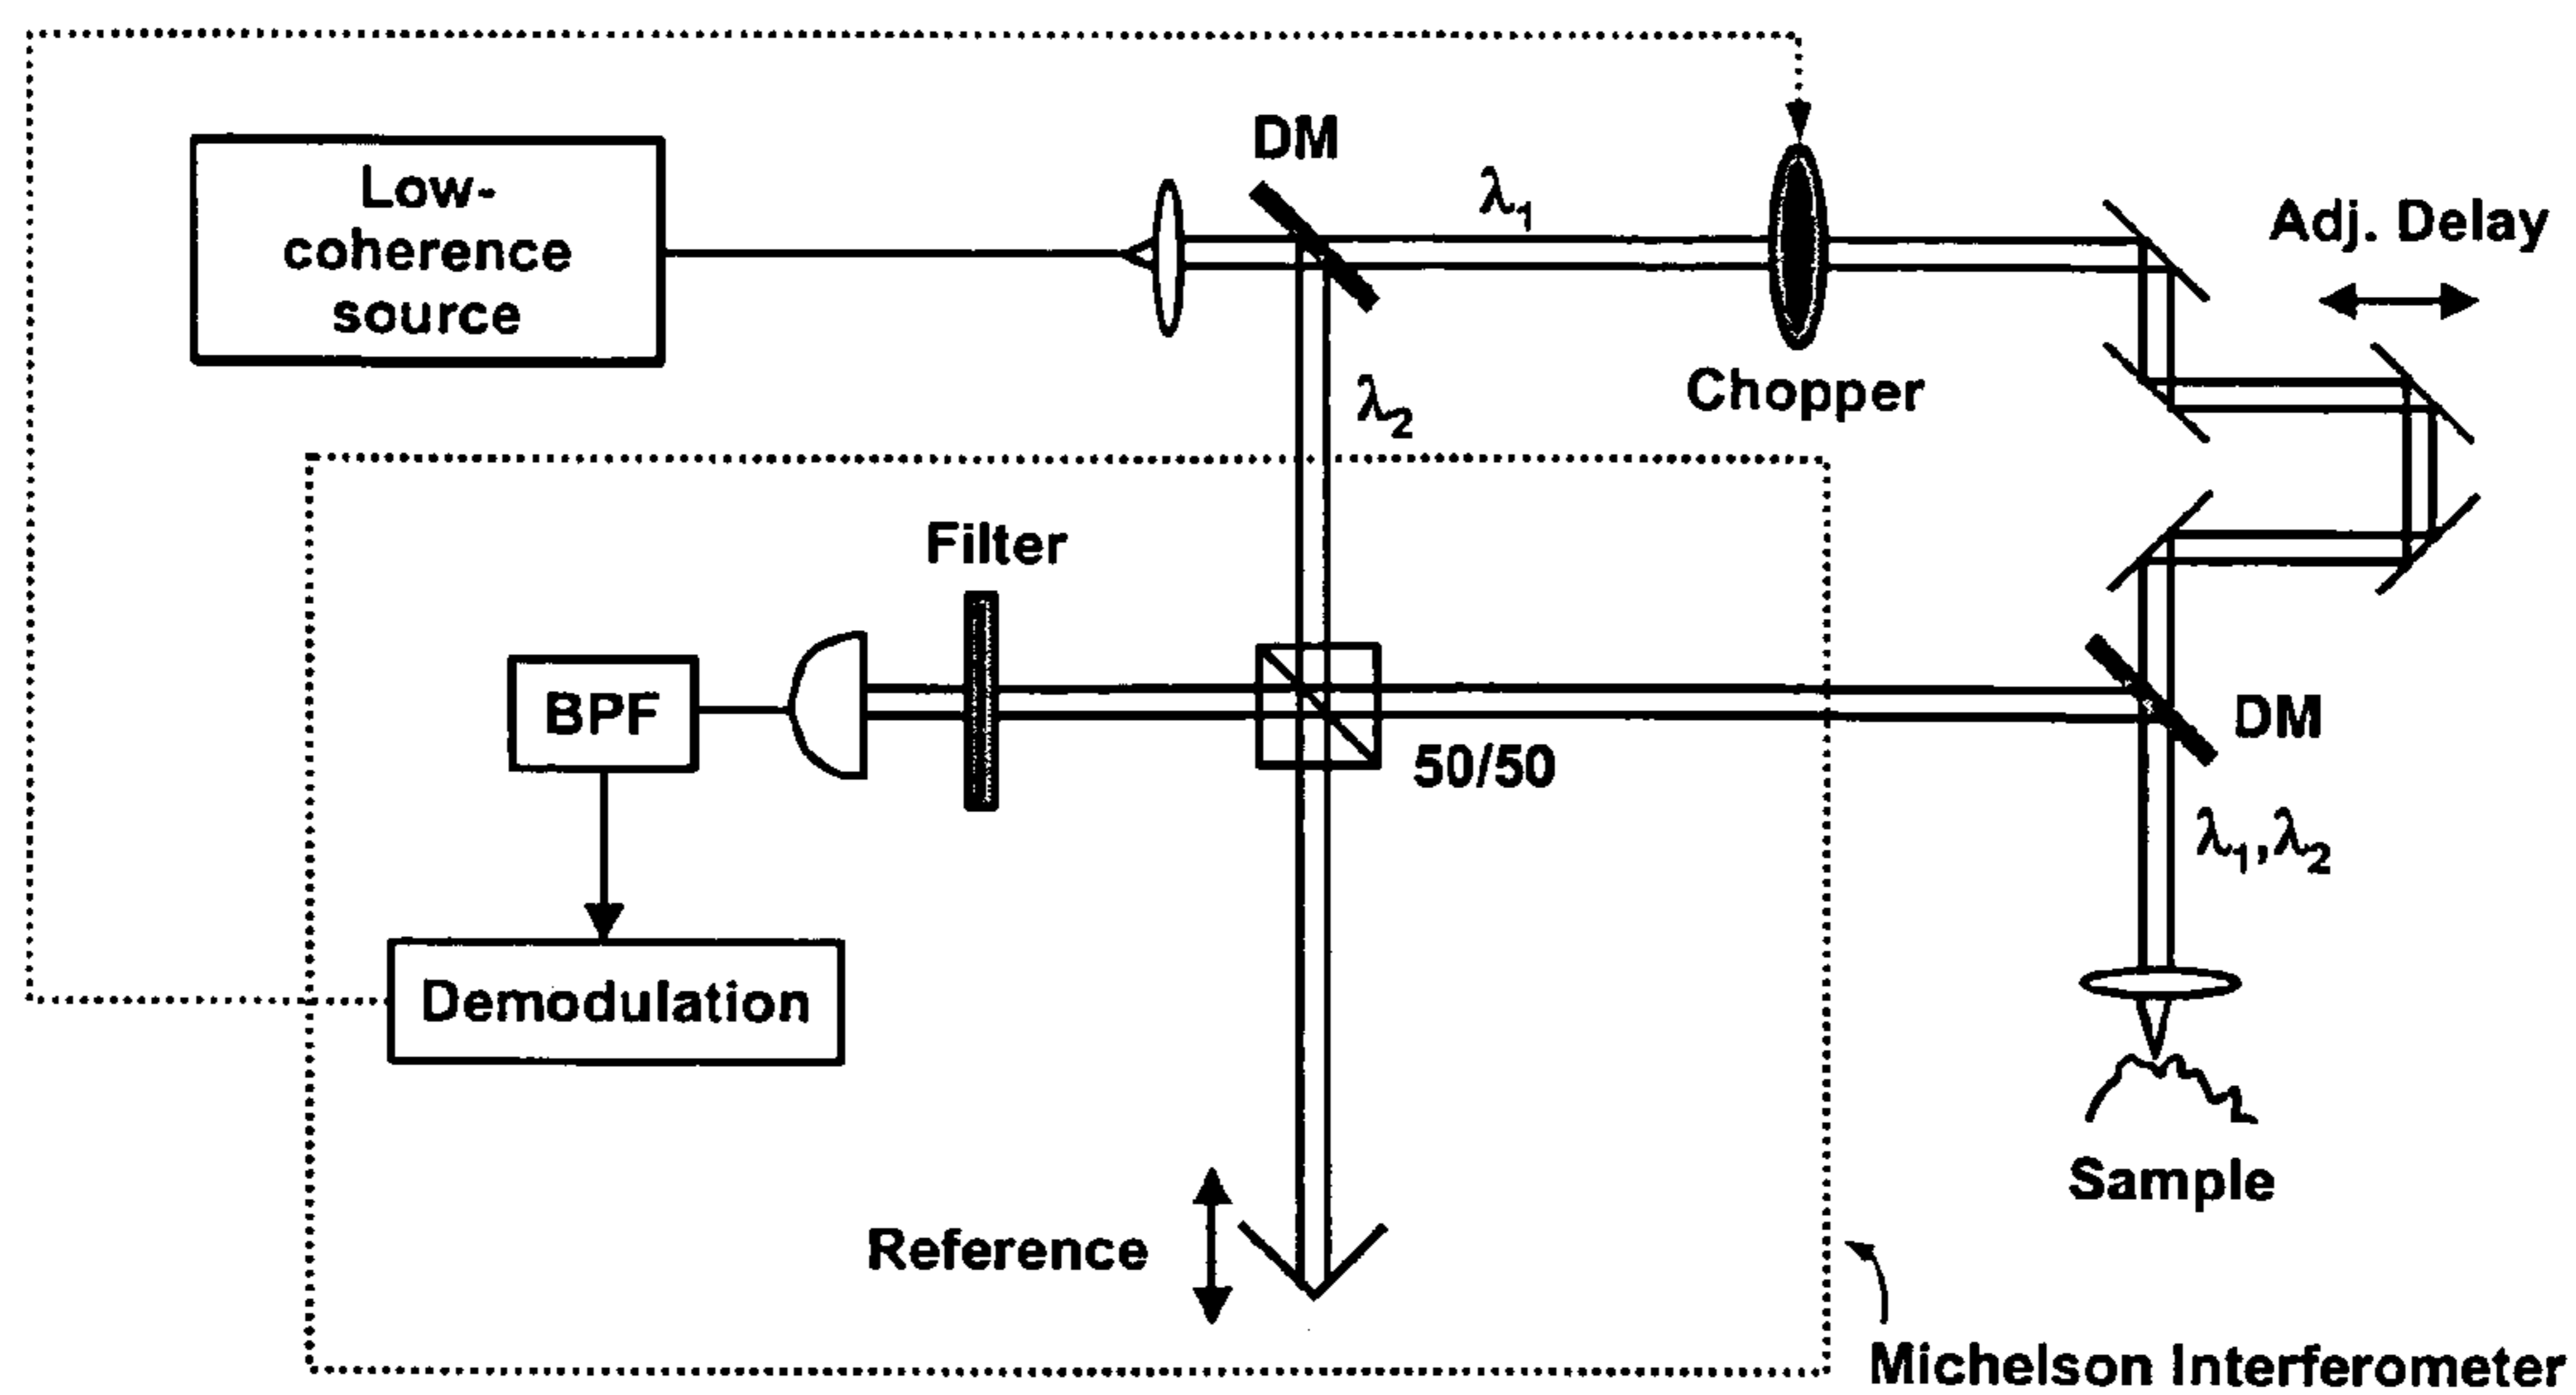 Low-
coherence
source
DM
λ₁
Chopper
Adj. Delay
λ₂
Filter
BPF
50/50
DM
λ₁,λ₂
Demodulation
Sample
Reference
Michelson Interferometer